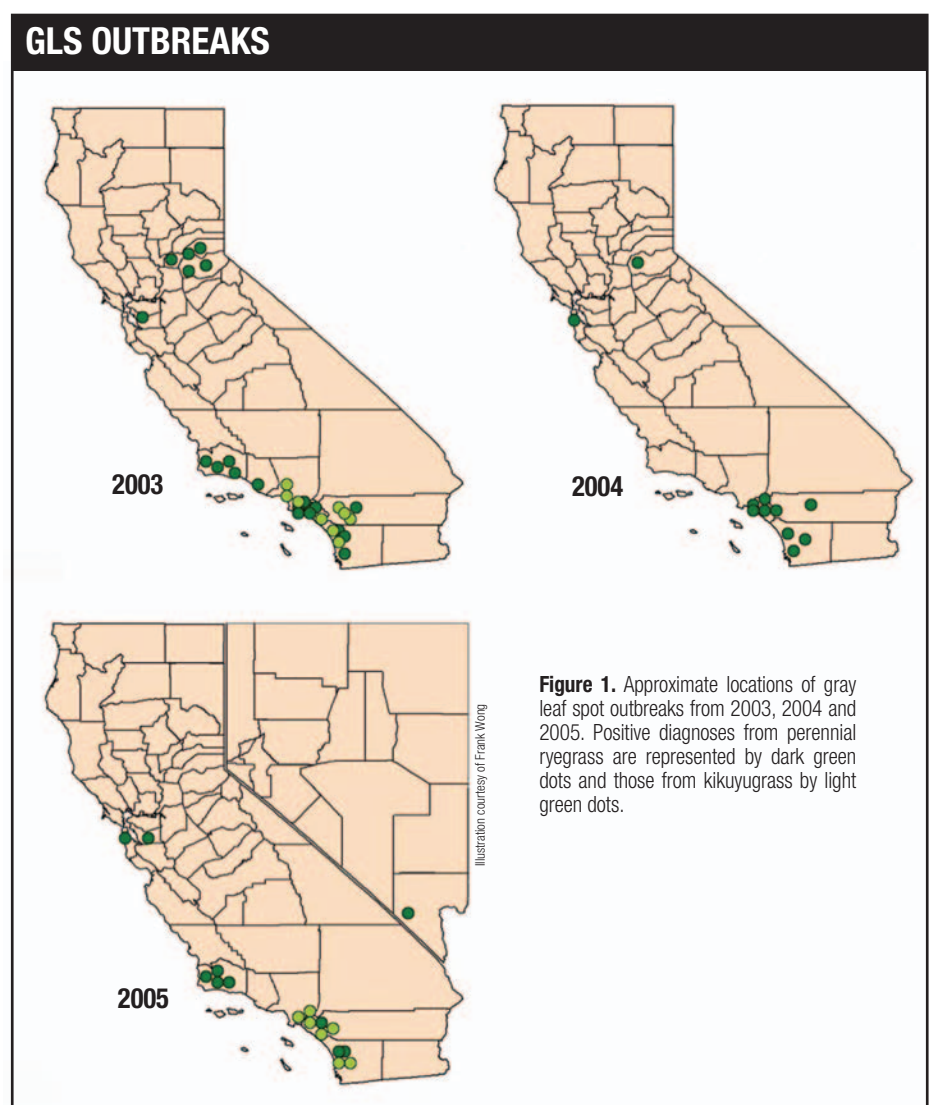 GLS OUTBREAKS
2003
2004
2005
Illustration courtesy of Frank Wong
Figure 1. Approximate locations of gray
leaf spot outbreaks from 2003, 2004 and
2005. Positive diagnoses from perennial
ryegrass are represented by dark green
dots and those from kikuyugrass by light
green dots.